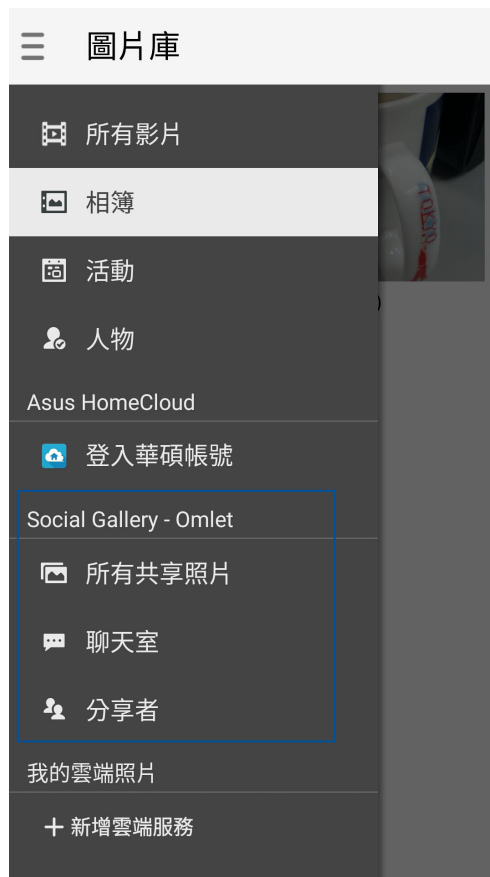 圖片庫
所有影片
相簿
活動
人物
Asus HomeCloud
登入華碩帳號
Social Gallery - Omlet
所有共享照片
聊天室
分享者
我的雲端照片
新增雲端服務